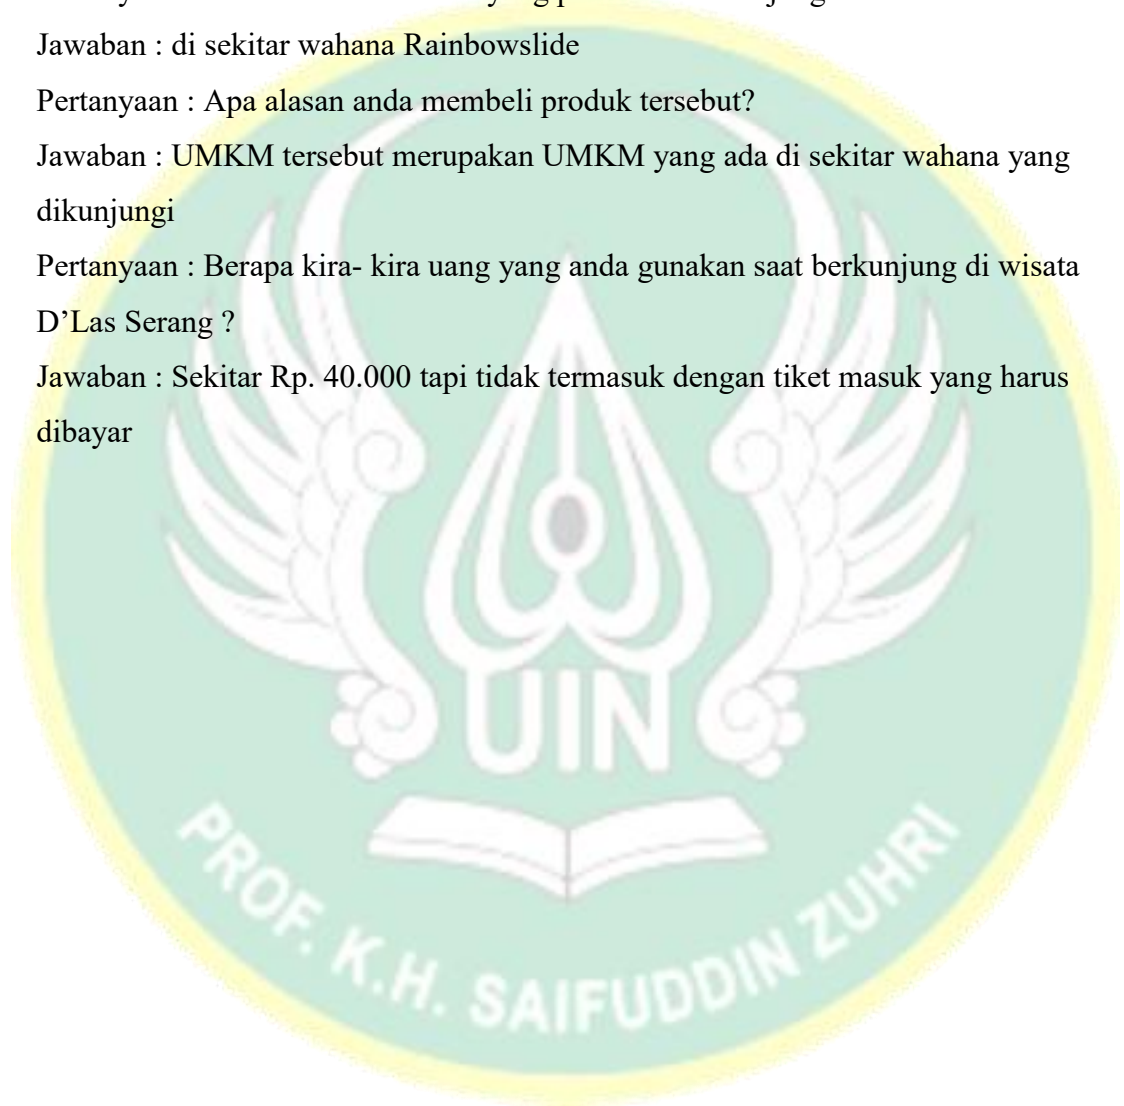 Jawaban : di sekitar wahana Rainbowslide
Pertanyaan : Apa alasan anda membeli produk tersebut?
Jawaban : UMKM tersebut merupakan UMKM yang ada di sekitar wahana yang
dikunjungi
Pertanyaan : Berapa kira- kira uang yang anda gunakan saat berkunjung di wisata
D’Las Serang ?
Jawaban : Sekitar Rp. 40.000 tapi tidak termasuk dengan tiket masuk yang harus
dibayar
UIN
PROF. K.H. SAIFUDDIN ZUHRI